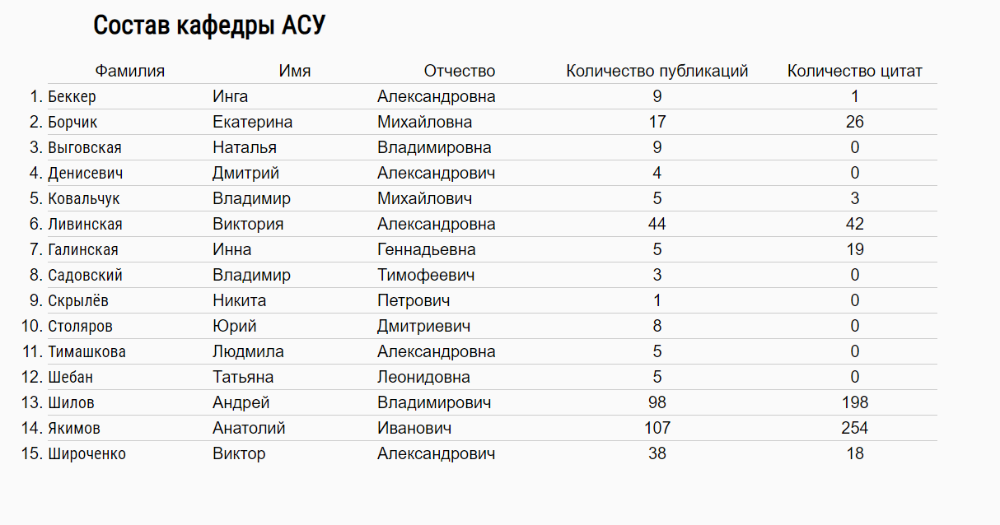 Состав кафедры АСУ
Фамилия Имя Отчество Количество публикаций Количество цитат
1. Беккер Инга Александровна 9 1
2. Борчик Екатерина Михайловна 17 26
3. Выговская Наталья Владимировна 9 0
4. Денисевич Дмитрий Александрович 4 0
5. Ковальчук Владимир Михайлович 5 3
6. Ливинская Виктория Александровна 44 42
7. Галинская Инна Геннадьевна 5 19
8. Садовский Владимир Тимофеевич 3 0
9. Скрылёв Никита Петрович 1 0
10. Столяров Юрий Дмитриевич 8 0
11. Тимашкова Людмила Александровна 5 0
12. Шебан Татьяна Леонидовна 5 0
13. Шилов Андрей Владимирович 98 198
14. Якимов Анатолий Иванович 107 254
15. Широченко Виктор Александрович 38 18